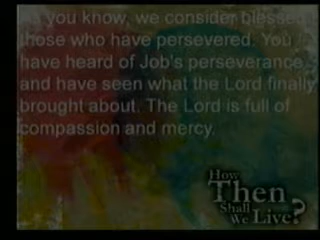 As you know, we consider blessed
those who have persevered. You
have heard of Job's perseverance
and have seen what the Lord finally
brought about. The Lord is full of
compassion and mercy.
How
Then
Shall
We Live?